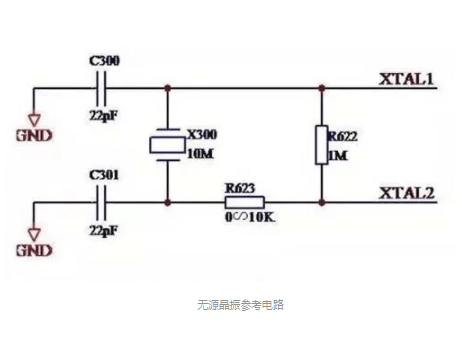 C300
XTAL1
22pF
GND
X300
10M
R622
1M
C301
R623
XTAL2
0∽10K
22pF
GND
无源晶振参考电路